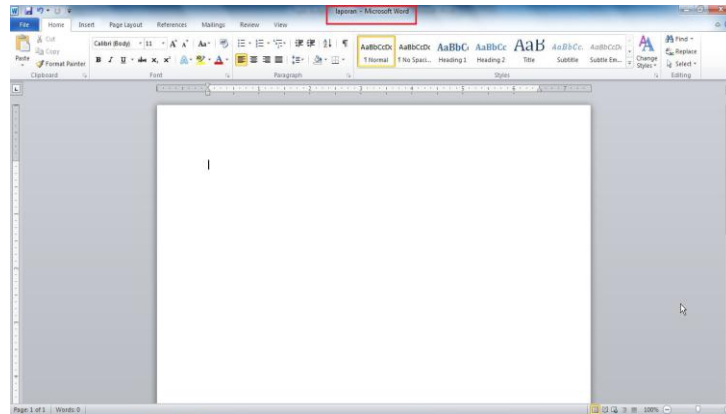 laporan - Microsoft Word
File Home Insert Page Layout References Mailings Review View
Cut
Copy
Format Painter
Paste
Calibri (Body) 11
AaBbCcDc AaBbCcDc AaBbC AaBbCc AaB AaBbCc. AaBbCcDc
Normal No Spaci... Heading 1 Heading 2 Title Subtitle Subtle Em...
Change Styles
Find
Replace
Select
Clipboard Font Paragraph Styles Editing
Page: 1 of 1 Words: 0 100%